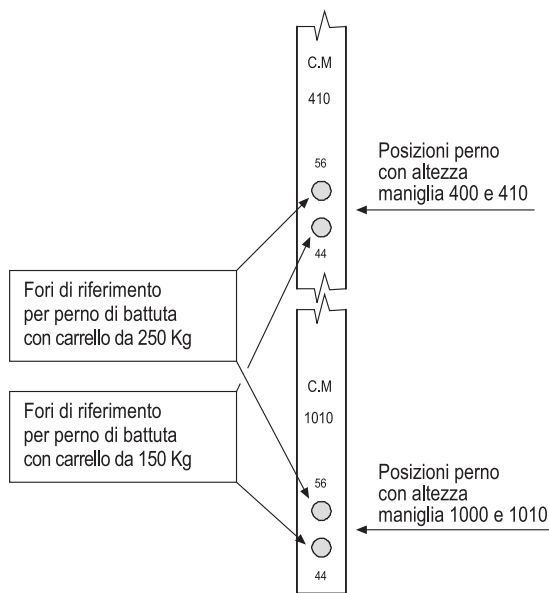 C.M
410
56
Posizioni perno
con altezza
maniglia 400 e 410
44
Fori di riferimento
per perno di battuta
con carrello da 250 Kg
C.M
1010
Fori di riferimento
per perno di battuta
con carrello da 150 Kg
56
Posizioni perno
con altezza
maniglia 1000 e 1010
44